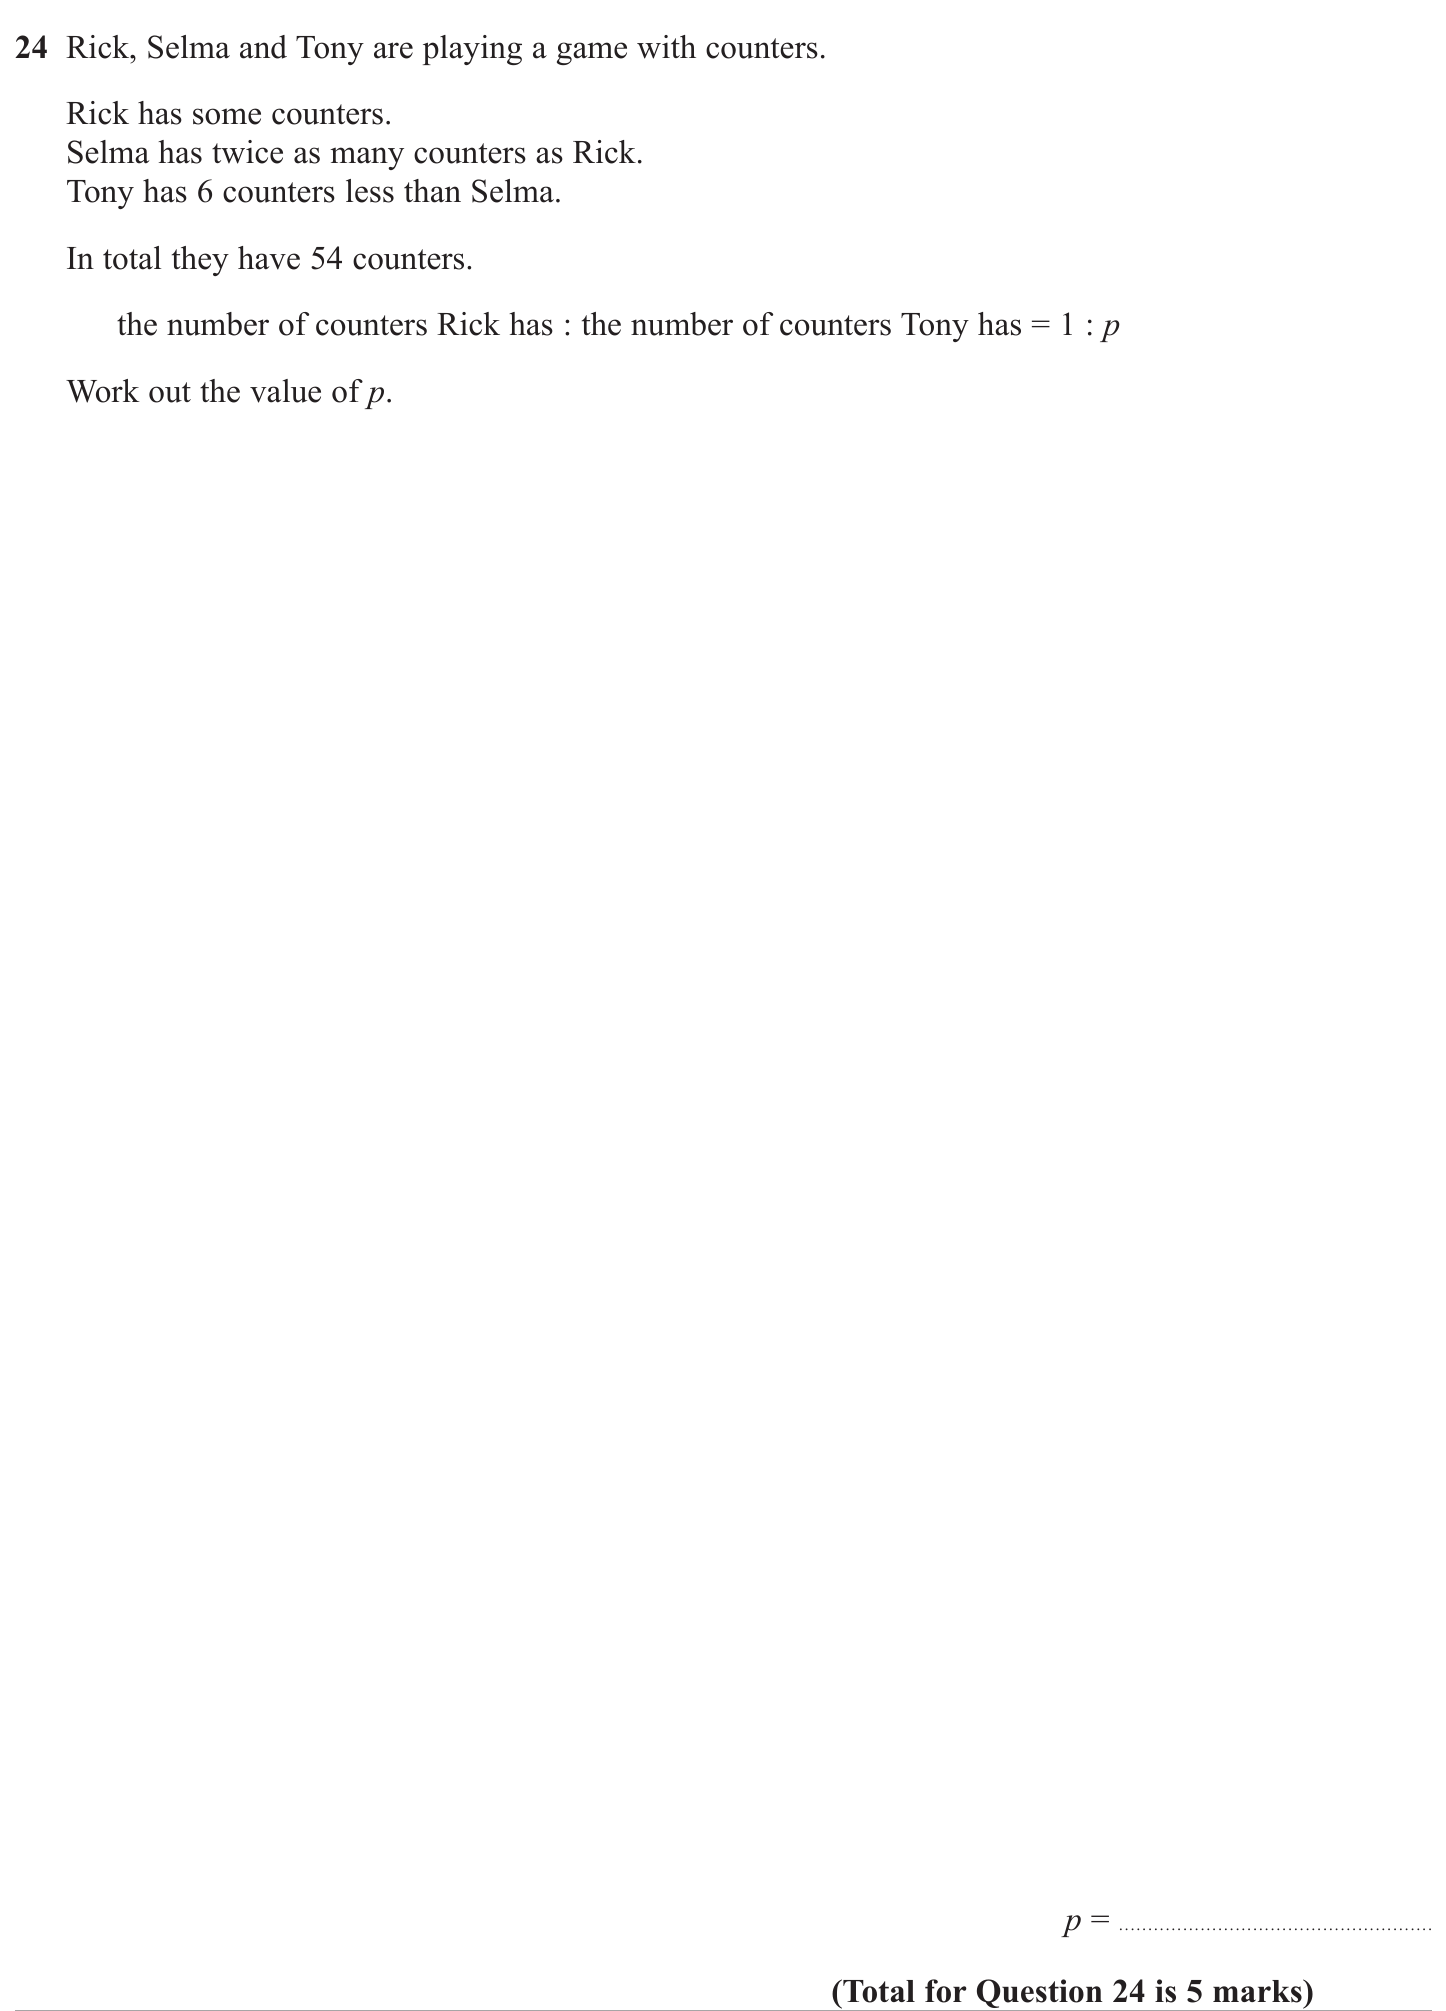 24 Rick, Selma and Tony are playing a game with counters.
Rick has some counters.
Selma has twice as many counters as Rick.
Tony has 6 counters less than Selma.
In total they have 54 counters.
the number of counters Rick has : the number of counters Tony has = 1 : p
Work out the value of p.
p = ......................................................
(Total for Question 24 is 5 marks)